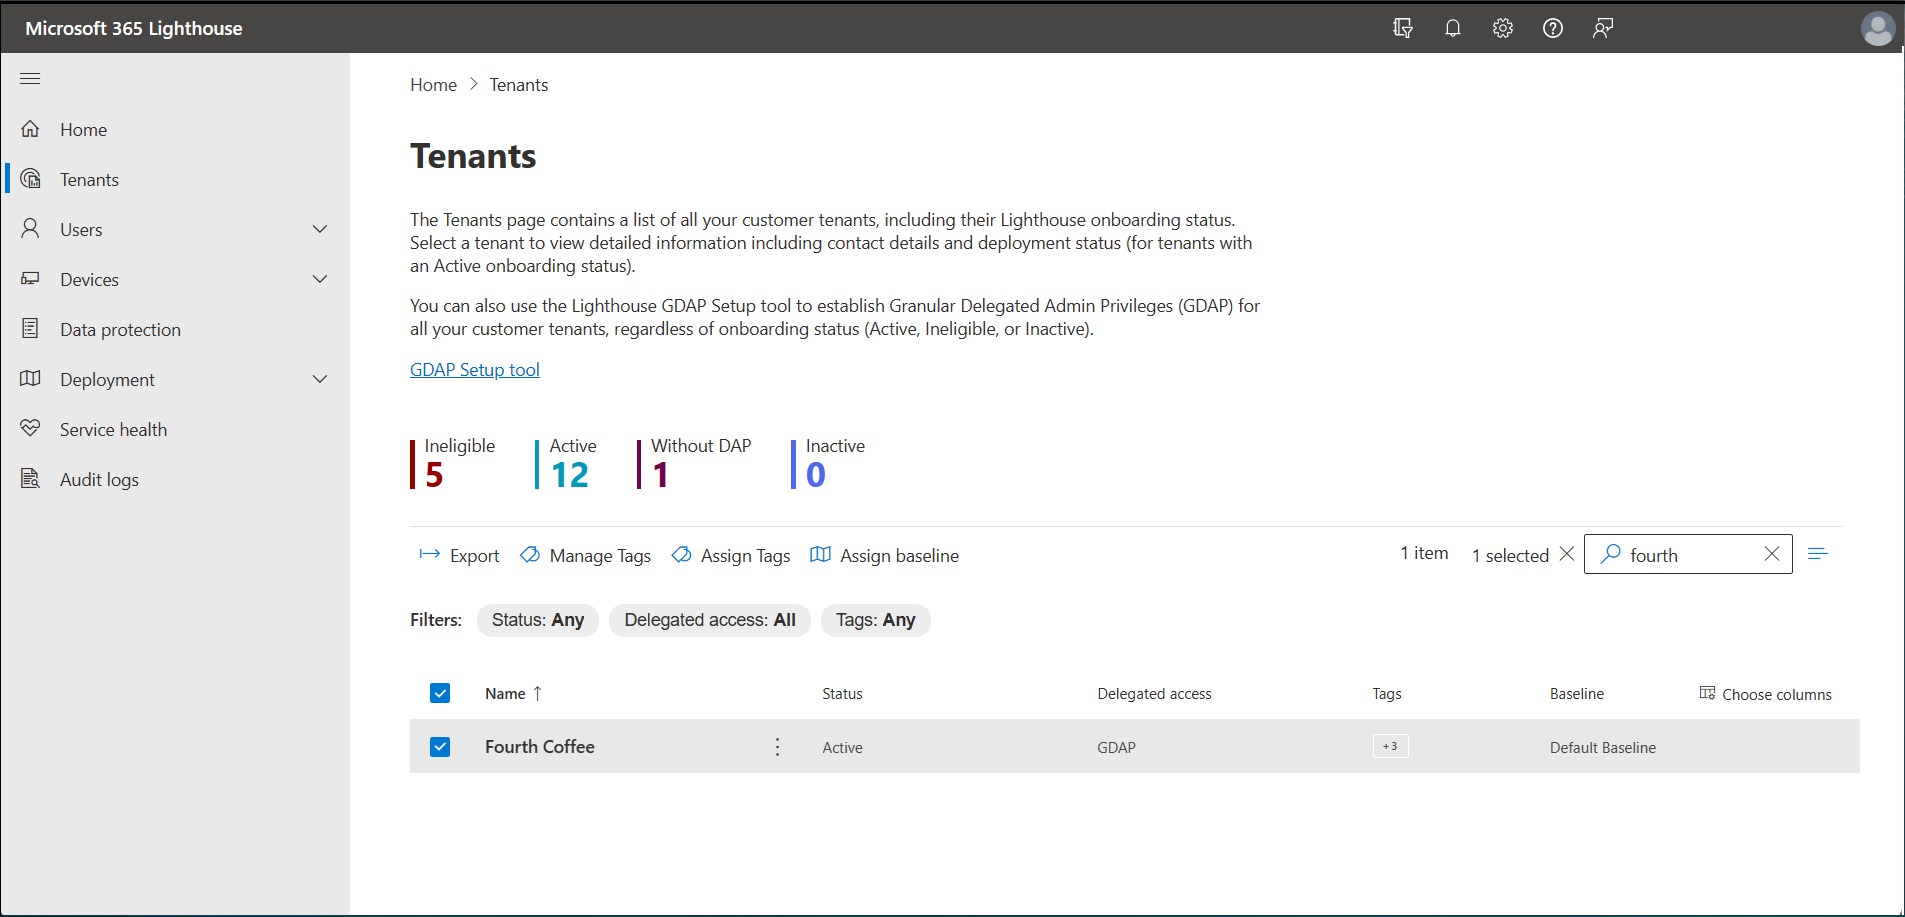 Microsoft 365 Lighthouse
Home
Tenants
Users
Devices
Data protection
Deployment
Service health
Audit logs
Home > Tenants
Tenants
The Tenants page contains a list of all your customer tenants, including their Lighthouse onboarding status.
Select a tenant to view detailed information including contact details and deployment status (for tenants with
an Active onboarding status).
You can also use the Lighthouse GDAP Setup tool to establish Granular Delegated Admin Privileges (GDAP) for
all your customer tenants, regardless of onboarding status (Active, Ineligible, or Inactive).
GDAP Setup tool
Ineligible Active Without DAP Inactive
5 12 1 0
Export Manage Tags Assign Tags Assign baseline 1 item 1 selected fourth
Filters: Status: Any Delegated access: All Tags: Any
Name ↑ Status Delegated access Tags Baseline Choose columns
Fourth Coffee Active GDAP +3 Default Baseline